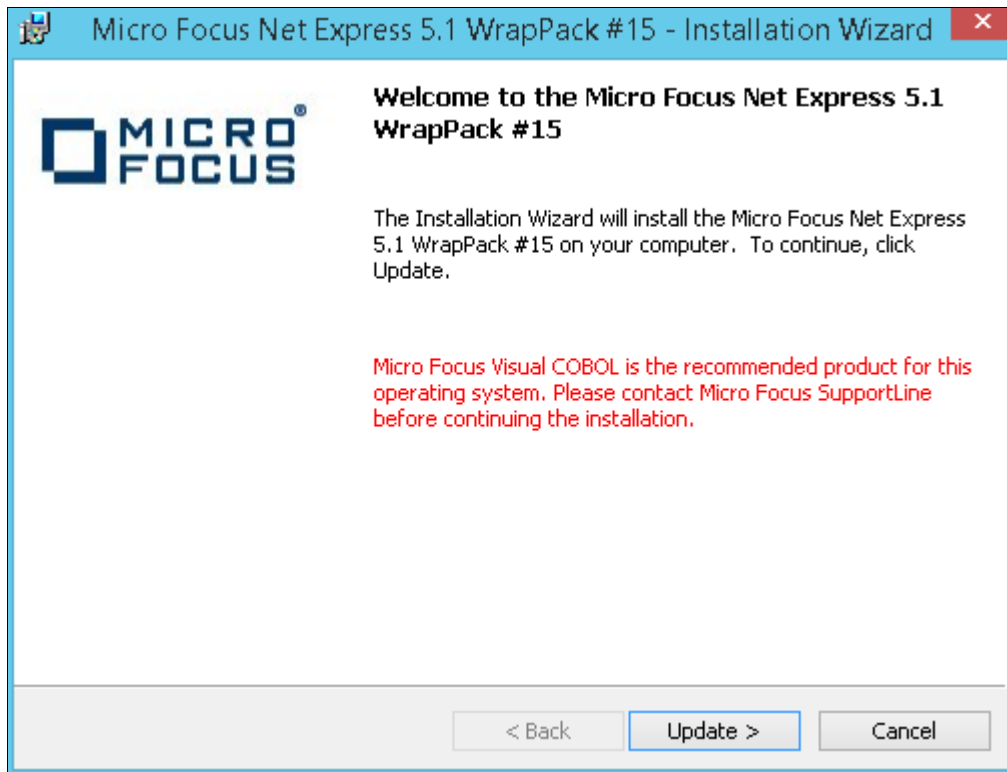 Micro Focus Net Express 5.1 WrapPack #15 - Installation Wizard
MICRO
FOCUS®
Welcome to the Micro Focus Net Express 5.1
WrapPack #15
The Installation Wizard will install the Micro Focus Net Express
5.1 WrapPack #15 on your computer.  To continue, click
Update.
Micro Focus Visual COBOL is the recommended product for this
operating system. Please contact Micro Focus SupportLine
before continuing the installation.
< Back
Update >
Cancel